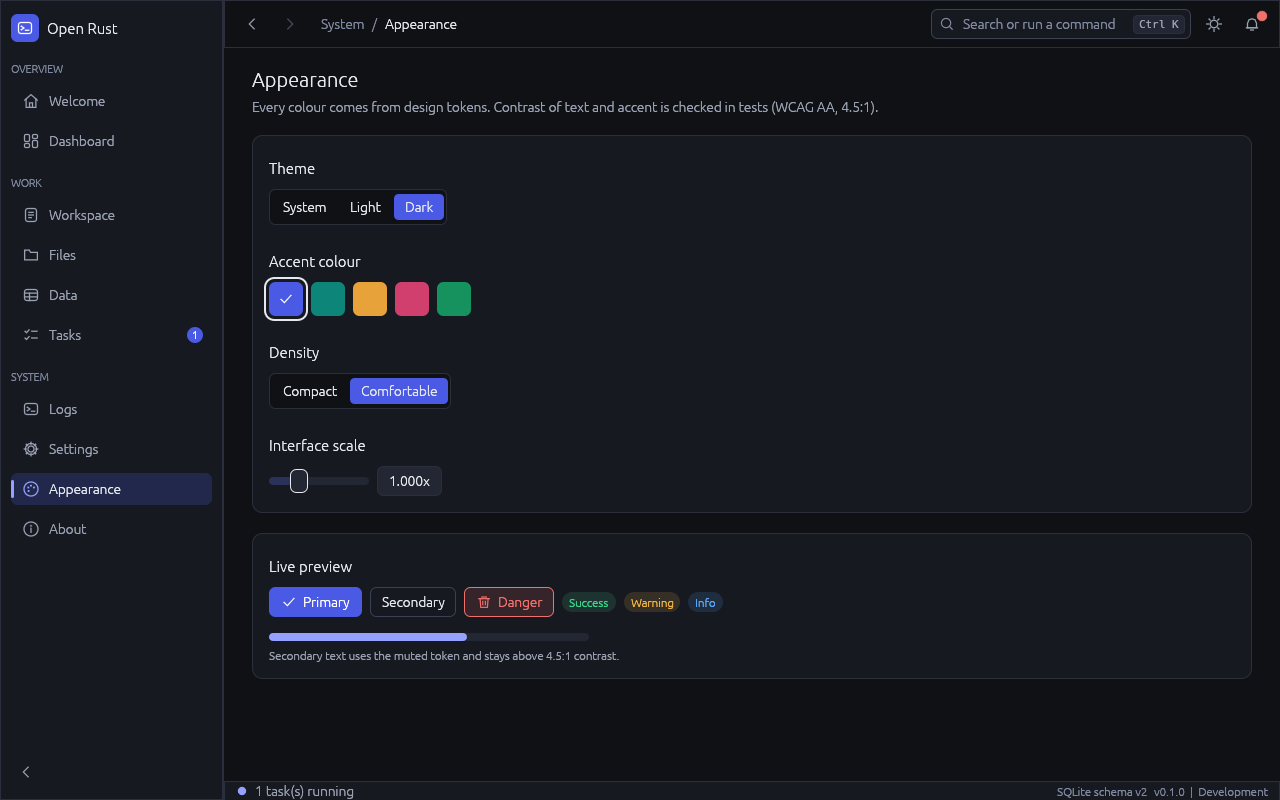 Open Rust
System / Appearance
Search or run a command
Ctrl K
OVERVIEW
Welcome
Dashboard
WORK
Workspace
Files
Data
Tasks
1
SYSTEM
Logs
Settings
Appearance
About
Appearance
Every colour comes from design tokens. Contrast of text and accent is checked in tests (WCAG AA, 4.5:1).
Theme
System Light Dark
Accent colour
Density
Compact Comfortable
Interface scale
1.000x
Live preview
Primary Secondary Danger Success Warning Info
Secondary text uses the muted token and stays above 4.5:1 contrast.
1 task(s) running
SQLite schema v2 v0.1.0 | Development